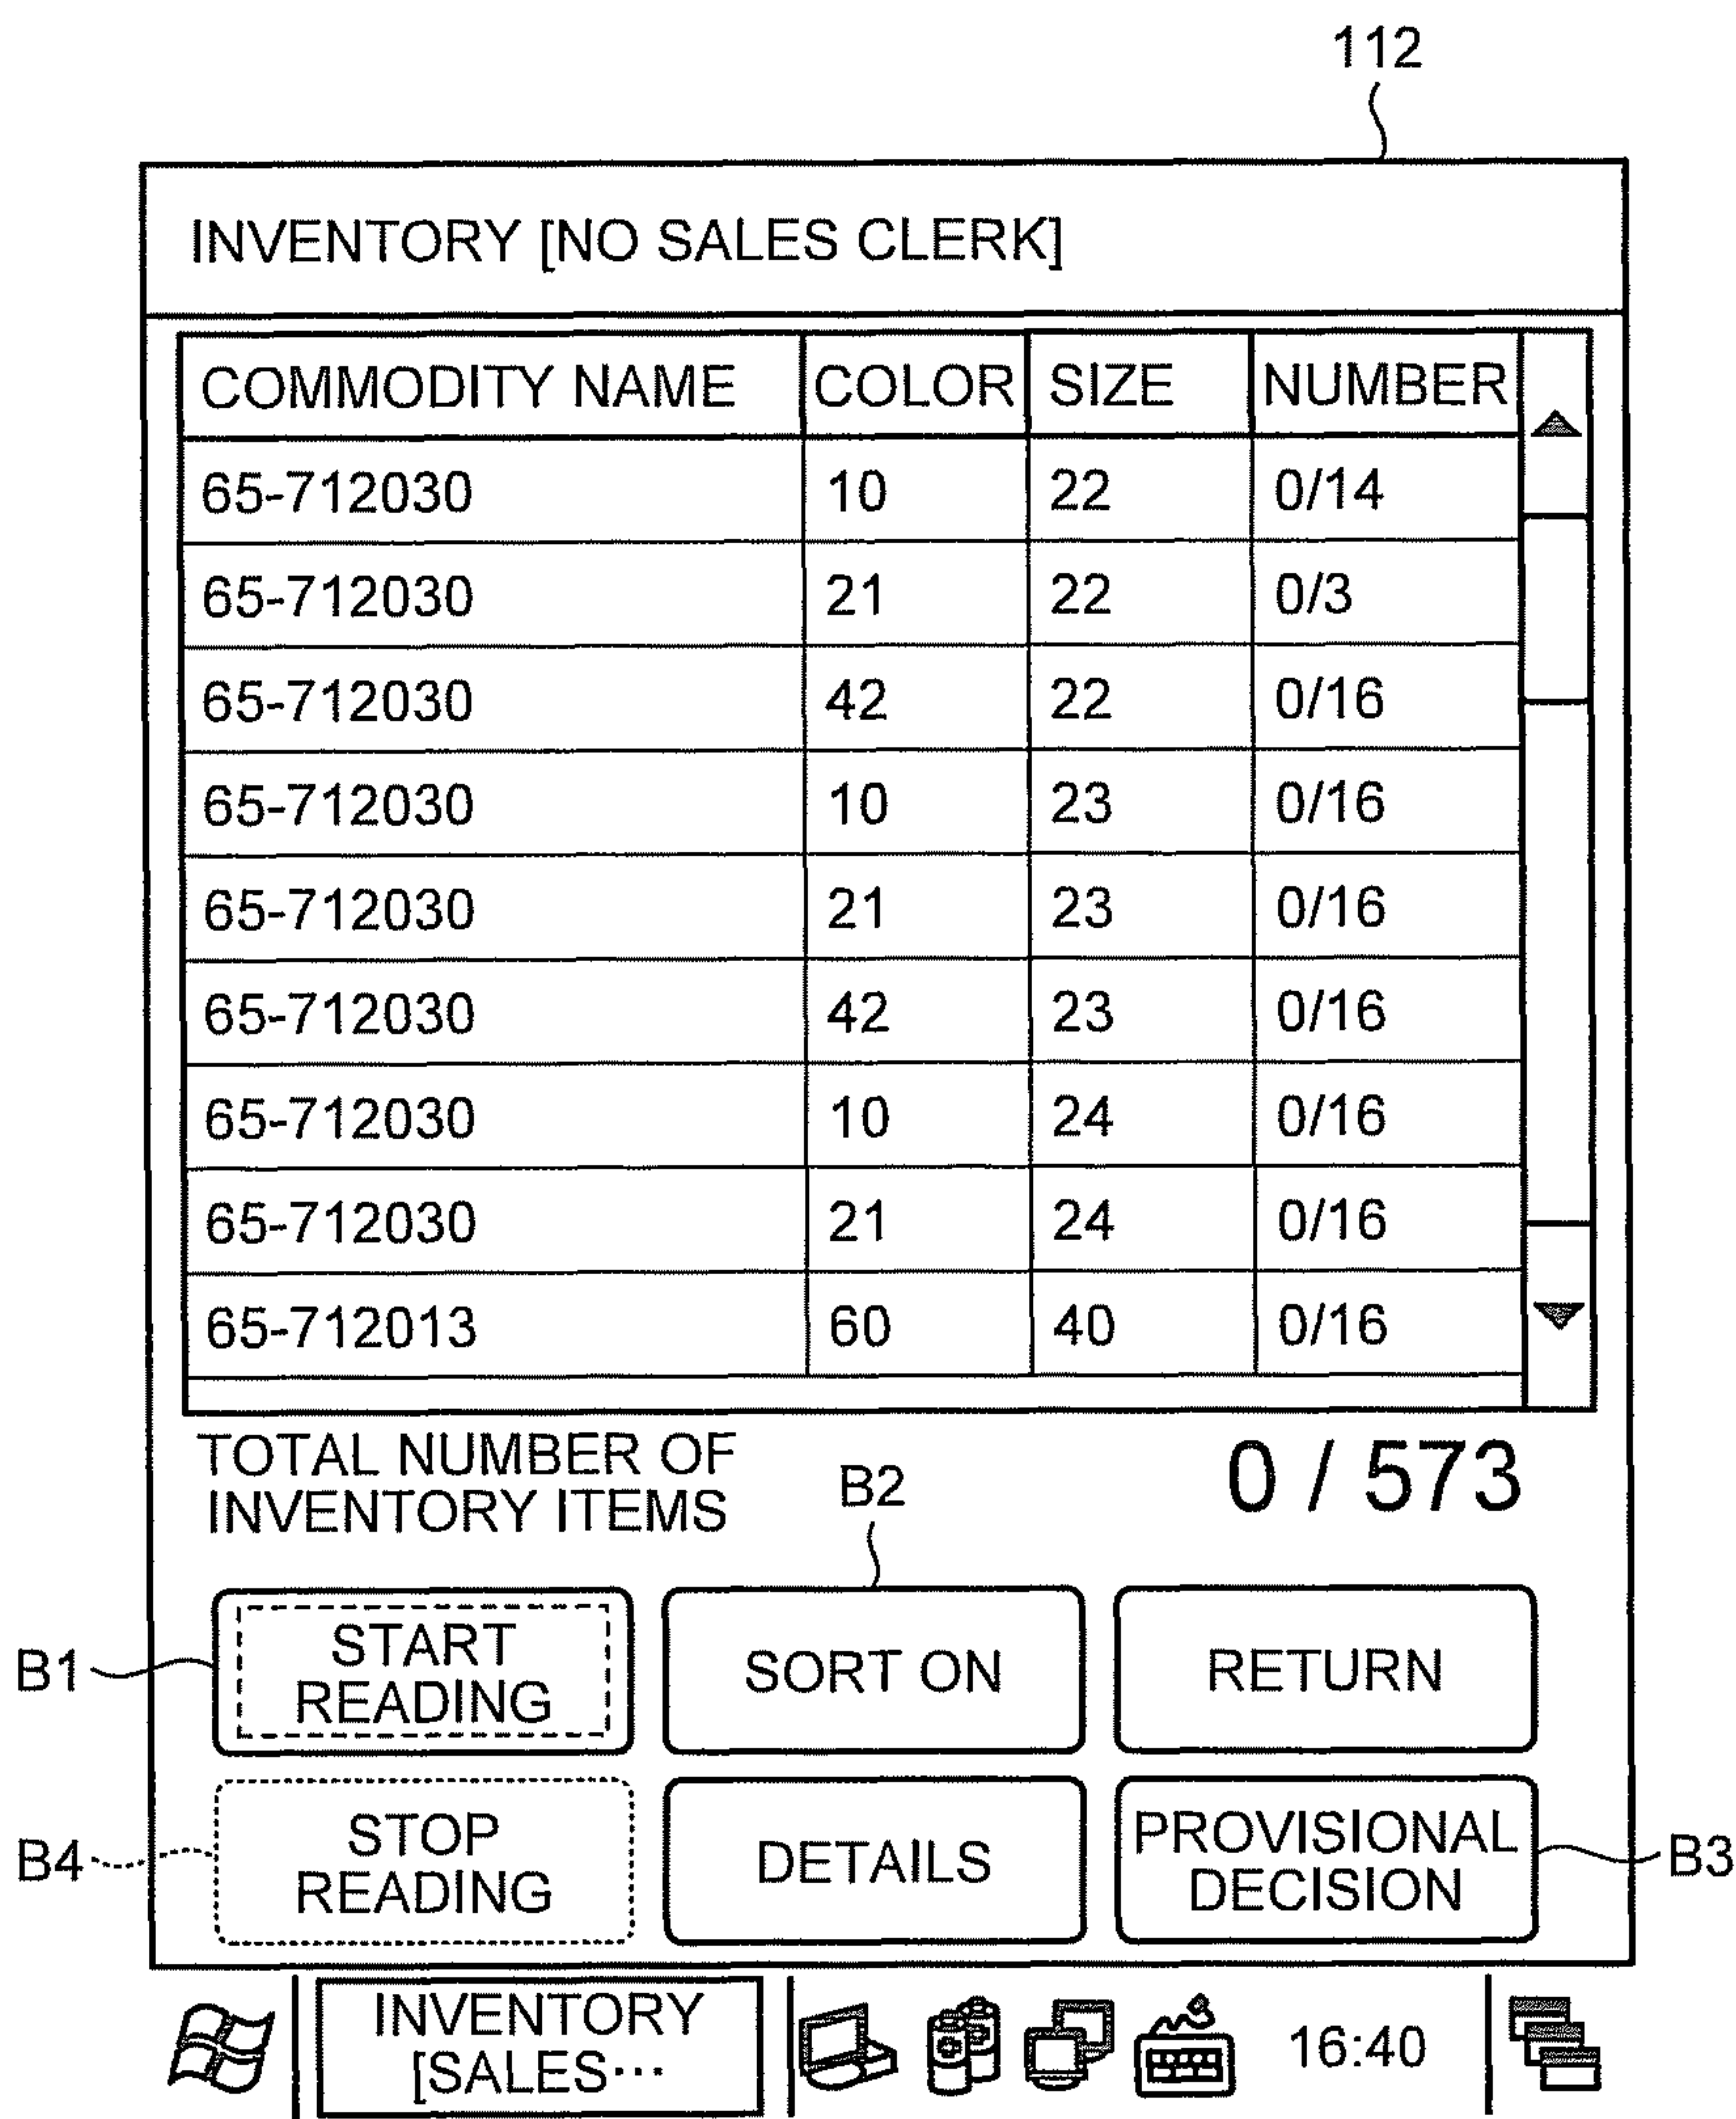 112
INVENTORY [NO SALES CLERK]
COMMODITY NAME COLOR SIZE NUMBER
65-712030 10 22 0/14
65-712030 21 22 0/3
65-712030 42 22 0/16
65-712030 10 23 0/16
65-712030 21 23 0/16
65-712030 42 23 0/16
65-712030 10 24 0/16
65-712030 21 24 0/16
65-712013 60 40 0/16
TOTAL NUMBER OF
INVENTORY ITEMS
0 / 573
B2
B1
START
READING
SORT ON
RETURN
B4
STOP
READING
DETAILS
PROVISIONAL
DECISION
B3
INVENTORY
[SALES···
16:40